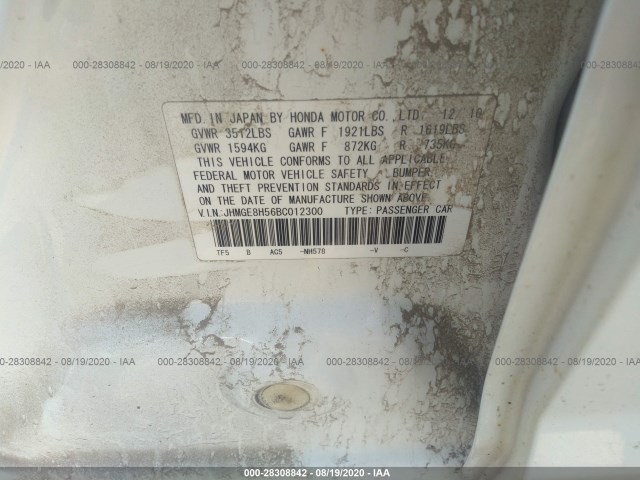 000-28308842 - 08/19/2020 - IAA
MFD. IN JAPAN BY HONDA MOTOR CO. LTD. 12/10
GVWR 3512LBS GAWR F 1921LBS R 1619LBS
GVWR 1594KG GAWR F 872KG R 735KG
THIS VEHICLE CONFORMS TO ALL APPLICABLE
FEDERAL MOTOR VEHICLE SAFETY - BUMPER
AND THEFT PREVENTION STANDARDS IN EFFECT
ON THE DATE OF MANUFACTURE SHOWN ABOVE
V.I.N.:JHMGE8H56BC012300 TYPE: PASSENGER CAR
TF5 B AC5 -NH578 -V -C
000-28308842 - 08/19/2020 - IAA
000-28308842 - 08/19/2020 - IAA